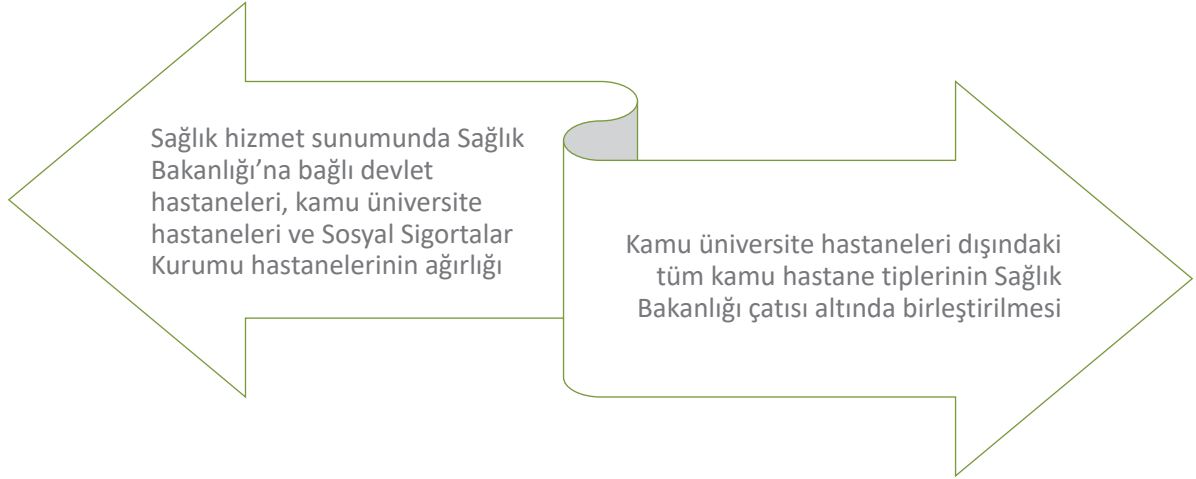 Sağlık hizmet sunumunda Sağlık
Bakanlığı’na bağlı devlet
hastaneleri, kamu üniversite
hastaneleri ve Sosyal Sigortalar
Kurumu hastanelerinin ağırlığı
Kamu üniversite hastaneleri dışındaki
tüm kamu hastane tiplerinin Sağlık
Bakanlığı çatısı altında birleştirilmesi